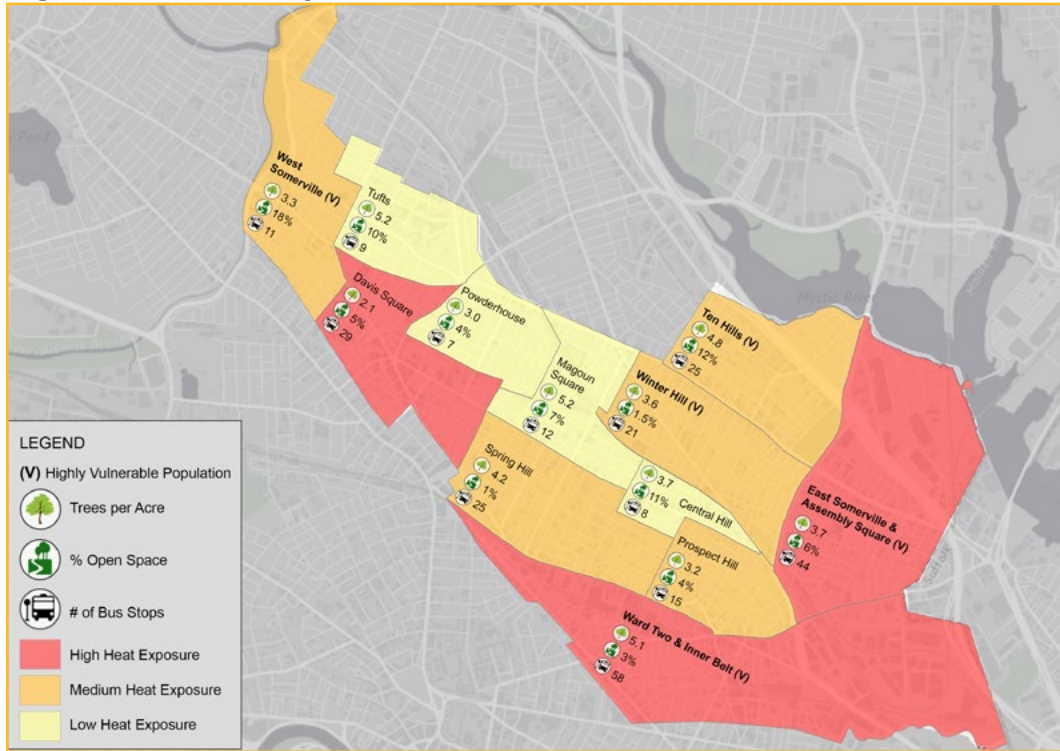 West
Somerville (V)
3.3
18%
11
Tufts
5.2
10%
9
Davis Square
2.1
5%
29
Powderhouse
3.0
4%
7
Magoun
Square
5.2
7%
12
Ten Hills (V)
4.8
12%
25
Winter Hill (V)
3.6
1.5%
21
Mystic River
Spring Hill
4.2
1%
25
3.7
11%
8
Central Hill
Prospect Hill
3.2
4%
15
East Somerville &
Assembly Square (V)
3.7
6%
44
Ward Two & Inner Belt (V)
5.1
3%
58
Pond
LEGEND
(V) Highly Vulnerable Population
Trees per Acre
% Open Space
# of Bus Stops
High Heat Exposure
Medium Heat Exposure
Low Heat Exposure